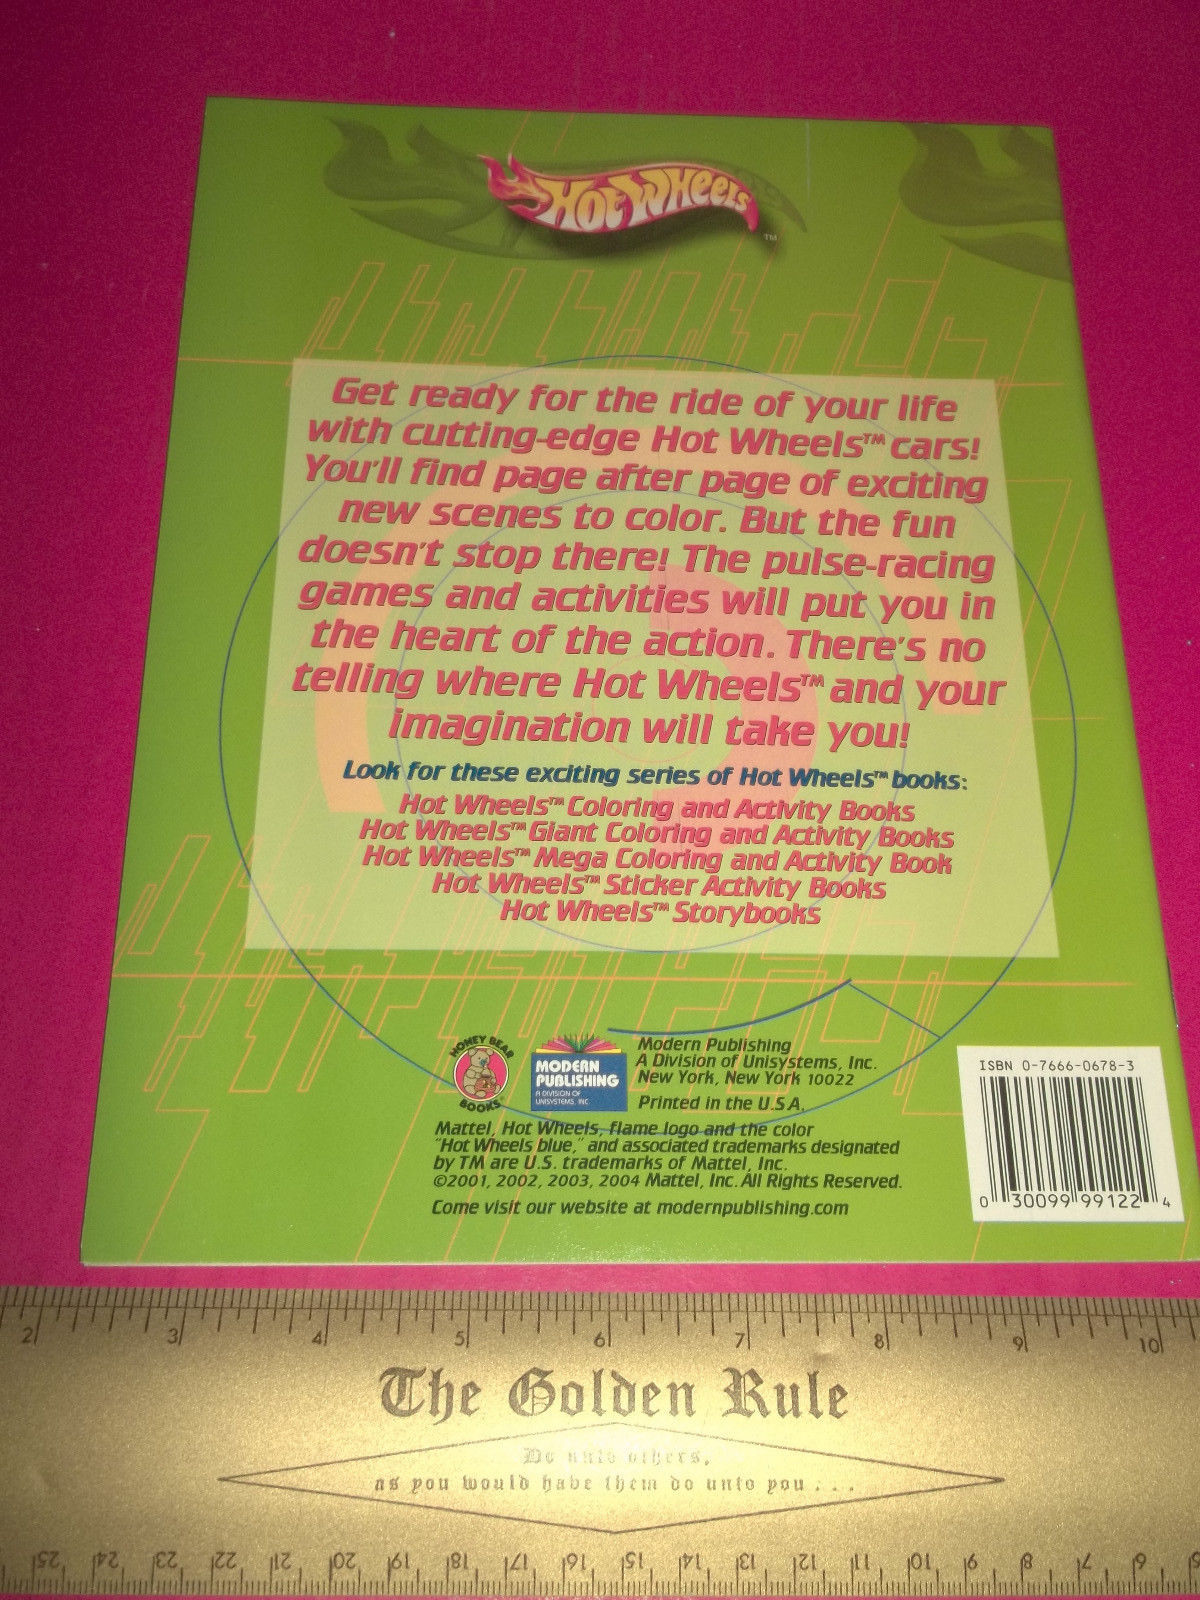 HOT WHEELS
TM
Get ready for the ride of your life
with cutting-edge Hot Wheels™ cars!
You'll find page after page of exciting
new scenes to color. But the fun
doesn't stop there! The pulse-racing
games and activities will put you in
the heart of the action. There's no
telling where Hot Wheels™ and your
imagination will take you!
Look for these exciting series of Hot Wheels™ books:
Hot Wheels™ Coloring and Activity Books
Hot Wheels™ Giant Coloring and Activity Books
Hot Wheels™ Mega Coloring and Activity Book
Hot Wheels™ Sticker Activity Books
Hot Wheels™ Storybooks
HONEY BEAR
BOOKS
MODERN
PUBLISHING
A DIVISION OF
UNISYSTEMS, INC.
Modern Publishing
A Division of Unisystems, Inc.
New York, New York 10022
Printed in the U.S.A.
Mattel, Hot Wheels, flame logo and the color
"Hot Wheels blue," and associated trademarks designated
by TM are U.S. trademarks of Mattel, Inc.
©2001, 2002, 2003, 2004 Mattel, Inc. All Rights Reserved.
Come visit our website at modernpublishing.com
ISBN 0-7666-0678-3
0 30099 99122 4
2 3 4 5 6 7 8 9 10
The Golden Rule
Do unto others,
as you would have them do unto you . . .
25 24 23 22 21 20 19 18 17 16 15 14 13 12 11 10 9 8 7 6 5